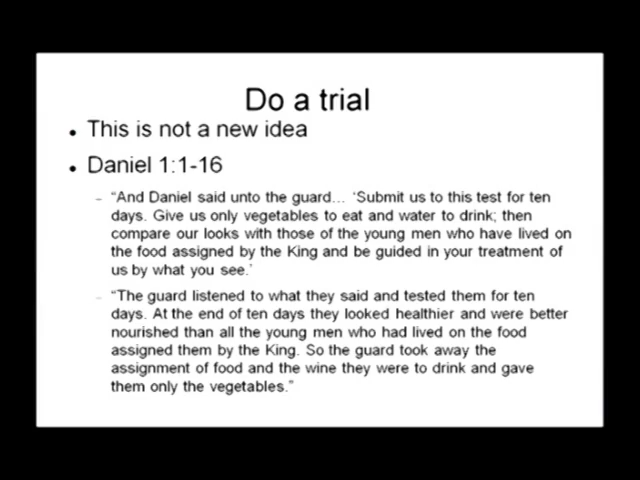 Do a trial
• This is not a new idea
• Daniel 1:1-16
– "And Daniel said unto the guard… 'Submit us to this test for ten
days. Give us only vegetables to eat and water to drink; then
compare our looks with those of the young men who have lived on
the food assigned by the King and be guided in your treatment of
us by what you see.'
– "The guard listened to what they said and tested them for ten
days. At the end of ten days they looked healthier and were better
nourished than all the young men who had lived on the food
assigned them by the King. So the guard took away the
assignment of food and the wine they were to drink and gave
them only the vegetables."